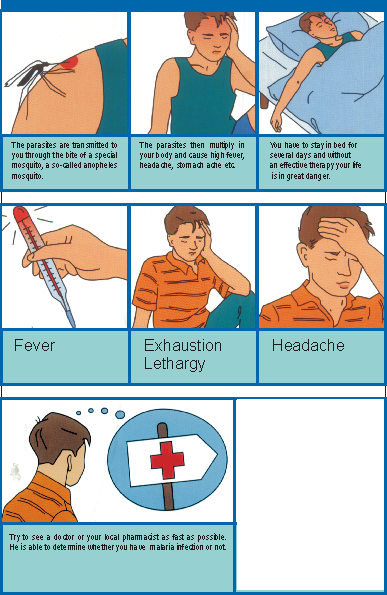 The parasites are transmitted to
you through the bite of a special
mosquito, a so-called anopheles
mosquito.
The parasites then multiply in
your body and cause high fever,
headache, stomach ache etc.
You have to stay in bed for
several days and without
an effective therapy your life
is in great danger.
Fever
Exhaustion
Lethargy
Headache
Try to see a doctor or your local pharmacist as fast as possible.
He is able to determine whether you have malaria infection or not.